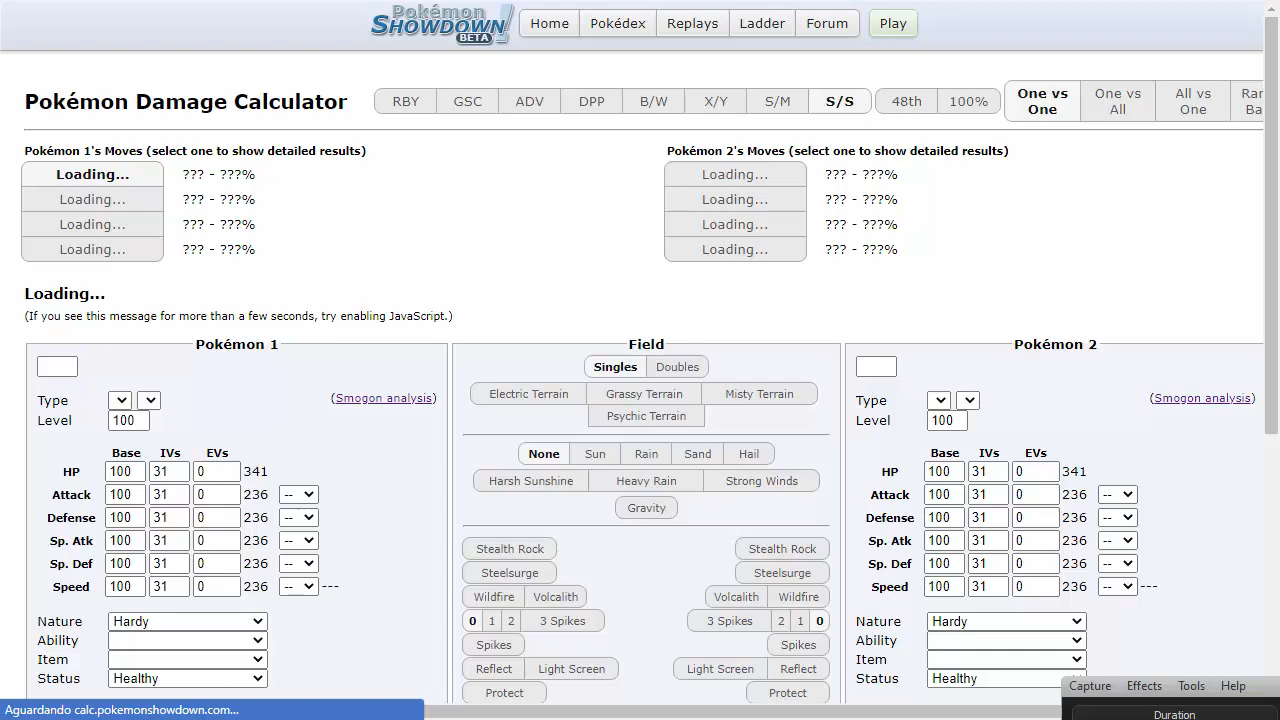 Pokémon SHOWDOWN! BETA
Home Pokédex Replays Ladder Forum Play
Pokémon Damage Calculator RBY GSC ADV DPP B/W X/Y S/M S/S 48th 100% One vs One One vs All All vs One
Pokémon 1's Moves (select one to show detailed results) Pokémon 2's Moves (select one to show detailed results)
Loading... ??? - ???% Loading... ??? - ???%
Loading... ??? - ???% Loading... ??? - ???%
Loading... ??? - ???% Loading... ??? - ???%
Loading... ??? - ???% Loading... ??? - ???%
Loading...
(If you see this message for more than a few seconds, try enabling JavaScript.)
Pokémon 1 Field Pokémon 2
Singles Doubles
Type (Smogon analysis) Electric Terrain Grassy Terrain Misty Terrain Type (Smogon analysis)
Level 100 Psychic Terrain Level 100
Base IVs EVs None Sun Rain Sand Hail Base IVs EVs
HP 100 31 0 341 Harsh Sunshine Heavy Rain Strong Winds HP 100 31 0 341
Attack 100 31 0 236 -- Gravity Attack 100 31 0 236 --
Defense 100 31 0 236 -- Defense 100 31 0 236 --
Sp. Atk 100 31 0 236 -- Stealth Rock Stealth Rock Sp. Atk 100 31 0 236 --
Sp. Def 100 31 0 236 -- Steelsurge Steelsurge Sp. Def 100 31 0 236 --
Speed 100 31 0 236 -- --- Wildfire Volcalith Volcalith Wildfire Speed 100 31 0 236 -- ---
Nature Hardy 0 1 2 3 Spikes 3 Spikes 2 1 0 Nature Hardy
Ability Spikes Spikes Ability
Item Reflect Light Screen Light Screen Reflect Item
Status Healthy Protect Protect Status Healthy
Capture Effects Tools Help
Aguardando calc.pokemonshowdown.com...
Duration